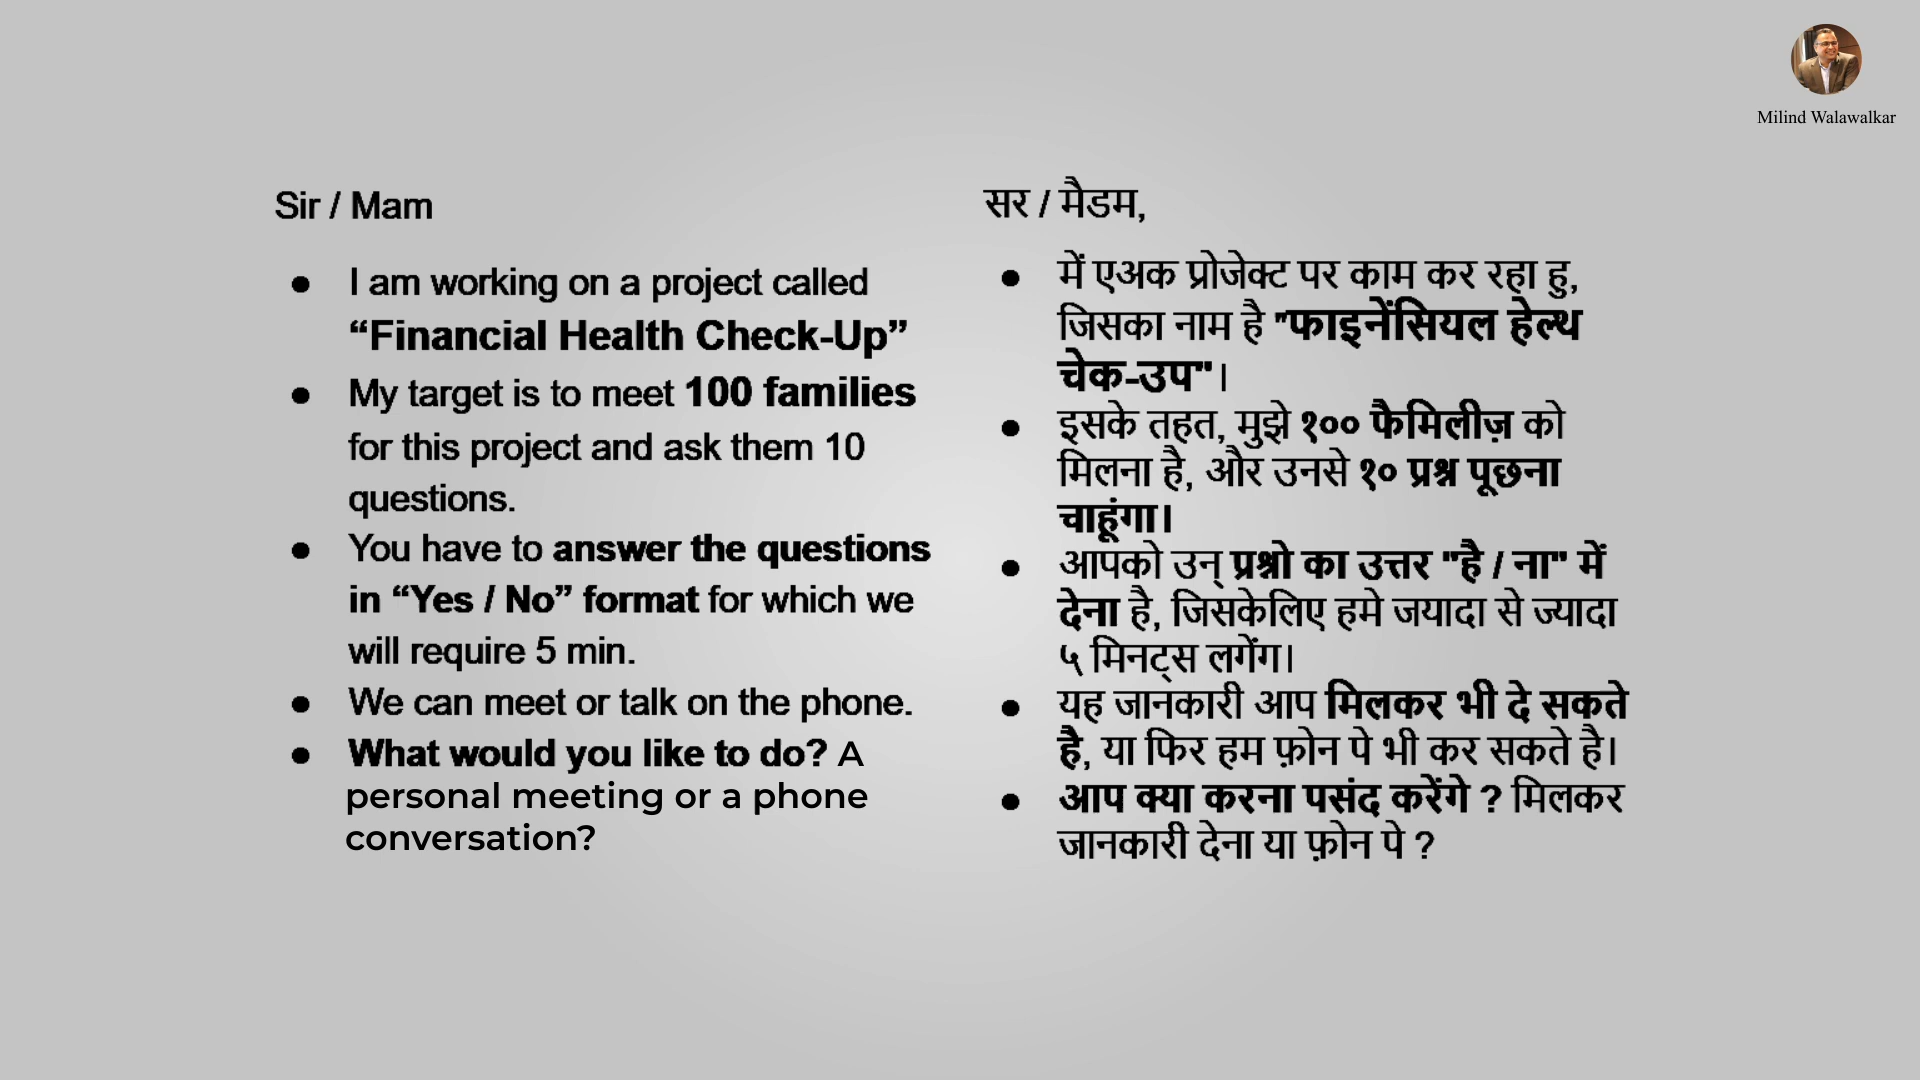 Milind Walawalkar
Sir / Mam
● I am working on a project called
“Financial Health Check-Up”
● My target is to meet 100 families
for this project and ask them 10
questions.
● You have to answer the questions
in “Yes / No” format for which we
will require 5 min.
● We can meet or talk on the phone.
● What would you like to do? A
personal meeting or a phone
conversation?
सर / मैडम,
● में एअक प्रोजेक्ट पर काम कर रहा हु,
जिसका नाम है "फाइनेंसियल हेल्थ
चेक-उप"।
● इसके तहत, मुझे १०० फैमिलीज़ को
मिलना है, और उनसे १० प्रश्न पूछना
चाहूंगा।
● आपको उन् प्रश्नो का उत्तर "है / ना" में
देना है, जिसकेलिए हमे जयादा से ज्यादा
५ मिनट्स लगेंग।
● यह जानकारी आप मिलकर भी दे सकते
है, या फिर हम फ़ोन पे भी कर सकते है।
● आप क्या करना पसंद करेंगे ? मिलकर
जानकारी देना या फ़ोन पे ?